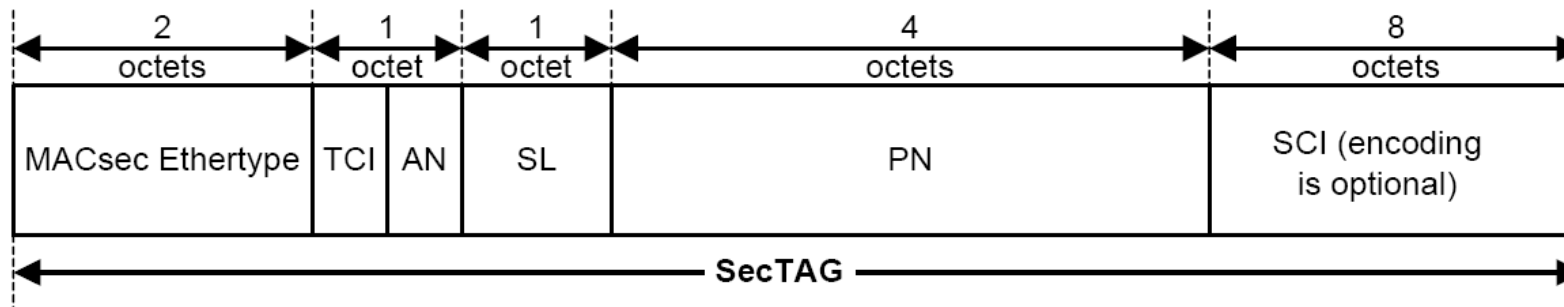 2 1 1 4 8
octets octet octet octets octets
MACsec Ethertype TCI AN SL PN SCI (encoding
is optional)
SecTAG